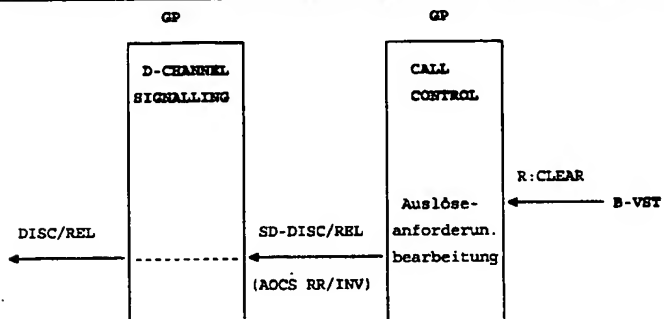 GP
GP
D-CHANNEL
SIGNALLING
CALL
CONTROL
R:CLEAR
B-VST
Auslöse-
anforderun.
bearbeitung
DISC/REL
SD-DISC/REL
(AOCS RR/INV)